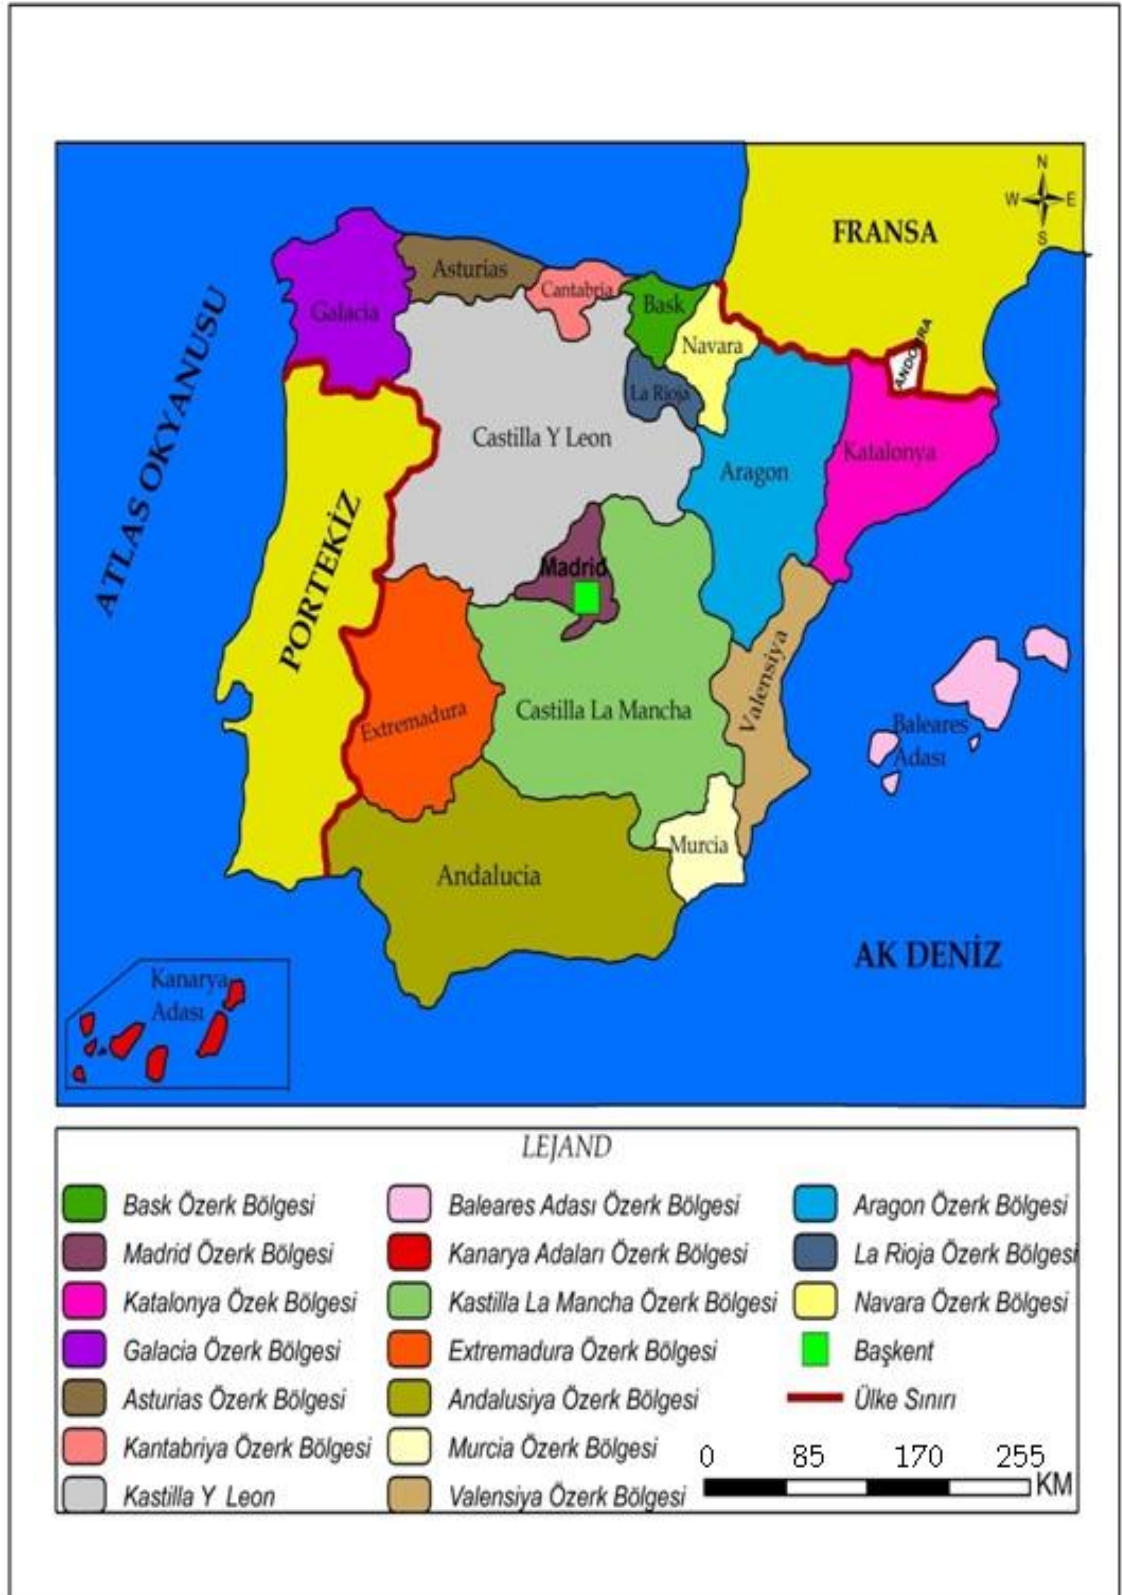 N
W E
S
FRANSA
ANDORRA
Asturias
Cantabria
Bask
Galacia
Navara
La Rioja
Castilla Y Leon
Katalonya
Aragon
ATLAS OKYANUSU
PORTEKİZ
Madrid
Valensiya
Extremadura
Castilla La Mancha
Baleares
Adası
Murcia
Andalucia
AK DENİZ
Kanarya
Adası
LEJAND
Bask Özerk Bölgesi
Madrid Özerk Bölgesi
Katalonya Özek Bölgesi
Galacia Özerk Bölgesi
Asturias Özerk Bölgesi
Kantabriya Özerk Bölgesi
Kastilla Y Leon
Baleares Adası Özerk Bölgesi
Kanarya Adaları Özerk Bölgesi
Kastilla La Mancha Özerk Bölgesi
Extremadura Özerk Bölgesi
Andalusiya Özerk Bölgesi
Murcia Özerk Bölgesi
Valensiya Özerk Bölgesi
Aragon Özerk Bölgesi
La Rioja Özerk Bölgesi
Navara Özerk Bölgesi
Başkent
Ülke Sınırı
0 85 170 255
KM